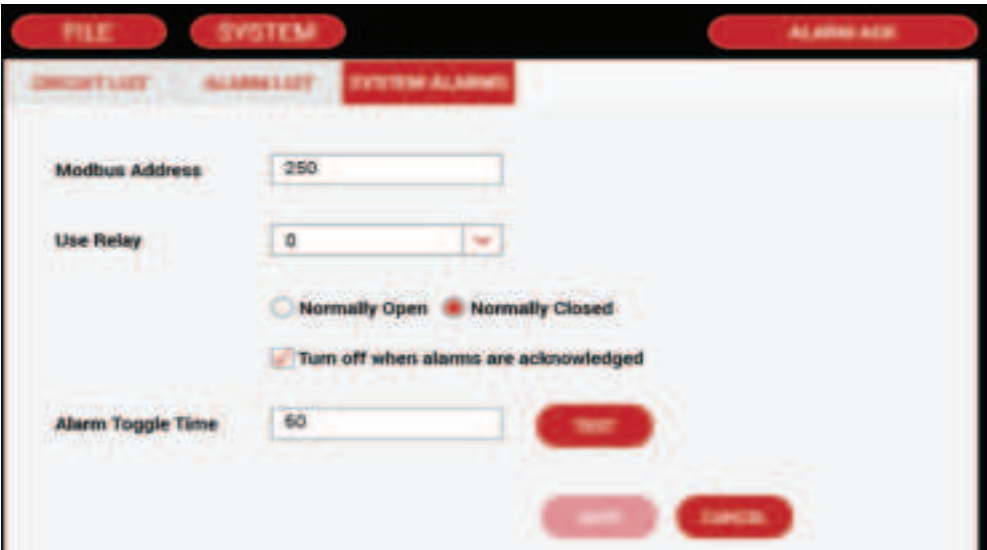 FILE SYSTEM ALARM ACK
CIRCUIT LIST ALARM LIST SYSTEM ALARMS
Modbus Address 250
Use Relay 0
Normally Open Normally Closed
Turn off when alarms are acknowledged
Alarm Toggle Time 60 TEST
SAVE CANCEL